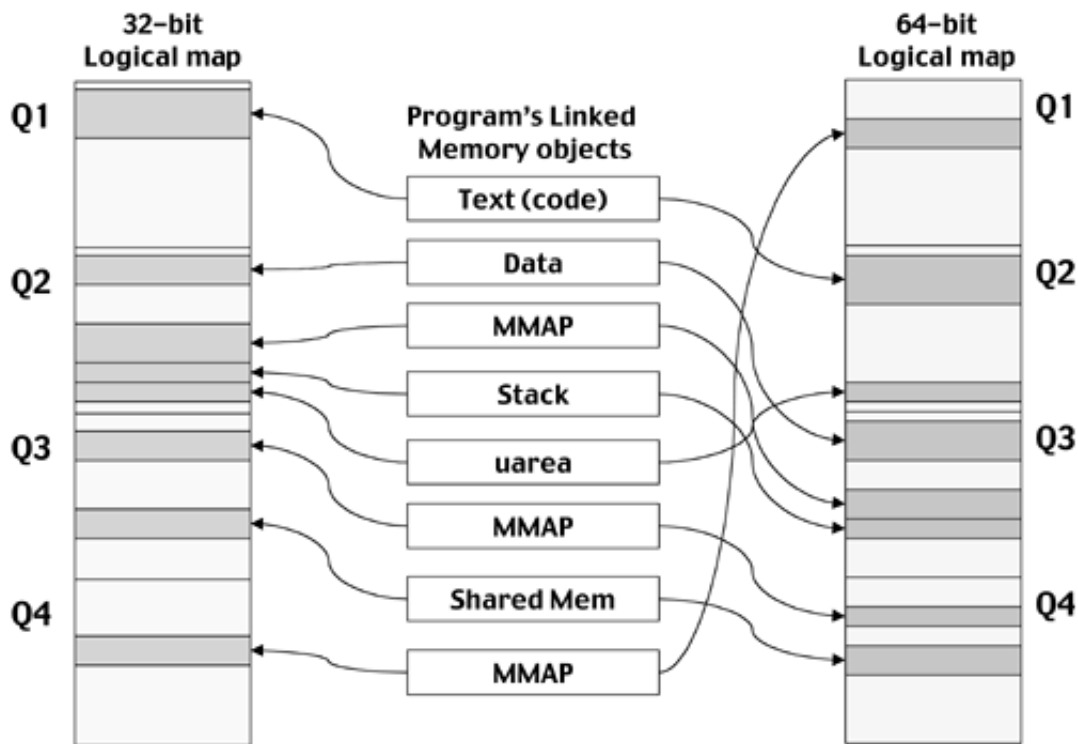 32-bit
Logical map
64-bit
Logical map
Q1
Q2
Q3
Q4
Program's Linked
Memory objects
Text (code)
Data
MMAP
Stack
uarea
MMAP
Shared Mem
MMAP
Q1
Q2
Q3
Q4